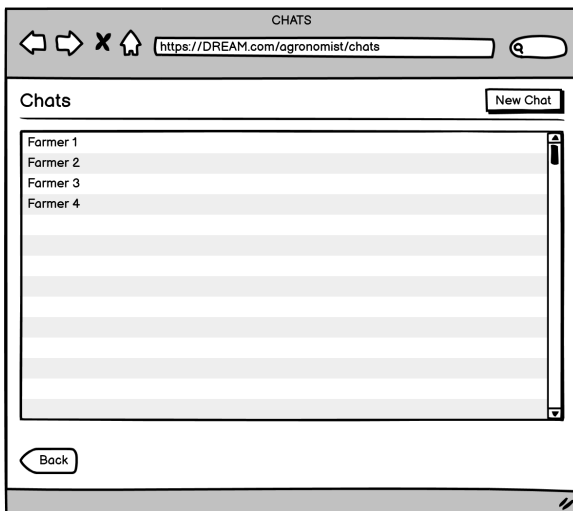 CHATS
https://DREAM.com/agronomist/chats
Chats
New Chat
Farmer 1
Farmer 2
Farmer 3
Farmer 4
Back